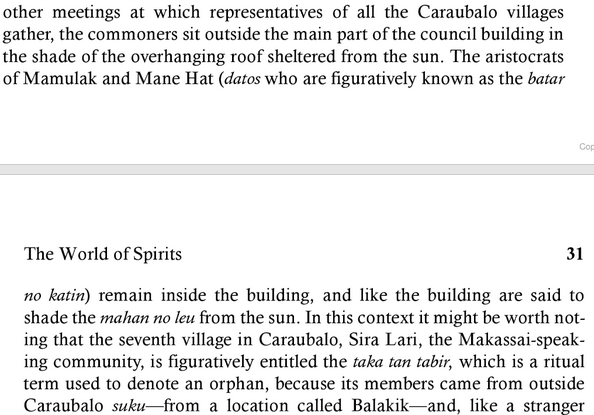 other meetings at which representatives of all the Caraubalo villages
gather, the commoners sit outside the main part of the council building in
the shade of the overhanging roof sheltered from the sun. The aristocrats
of Mamulak and Mane Hat (datos who are figuratively known as the batar
Cop
The World of Spirits 31
no katin) remain inside the building, and like the building are said to
shade the mahan no leu from the sun. In this context it might be worth not-
ing that the seventh village in Caraubalo, Sira Lari, the Makassai-speak-
ing community, is figuratively entitled the taka tan tabir, which is a ritual
term used to denote an orphan, because its members came from outside
Caraubalo suku—from a location called Balakik—and, like a stranger